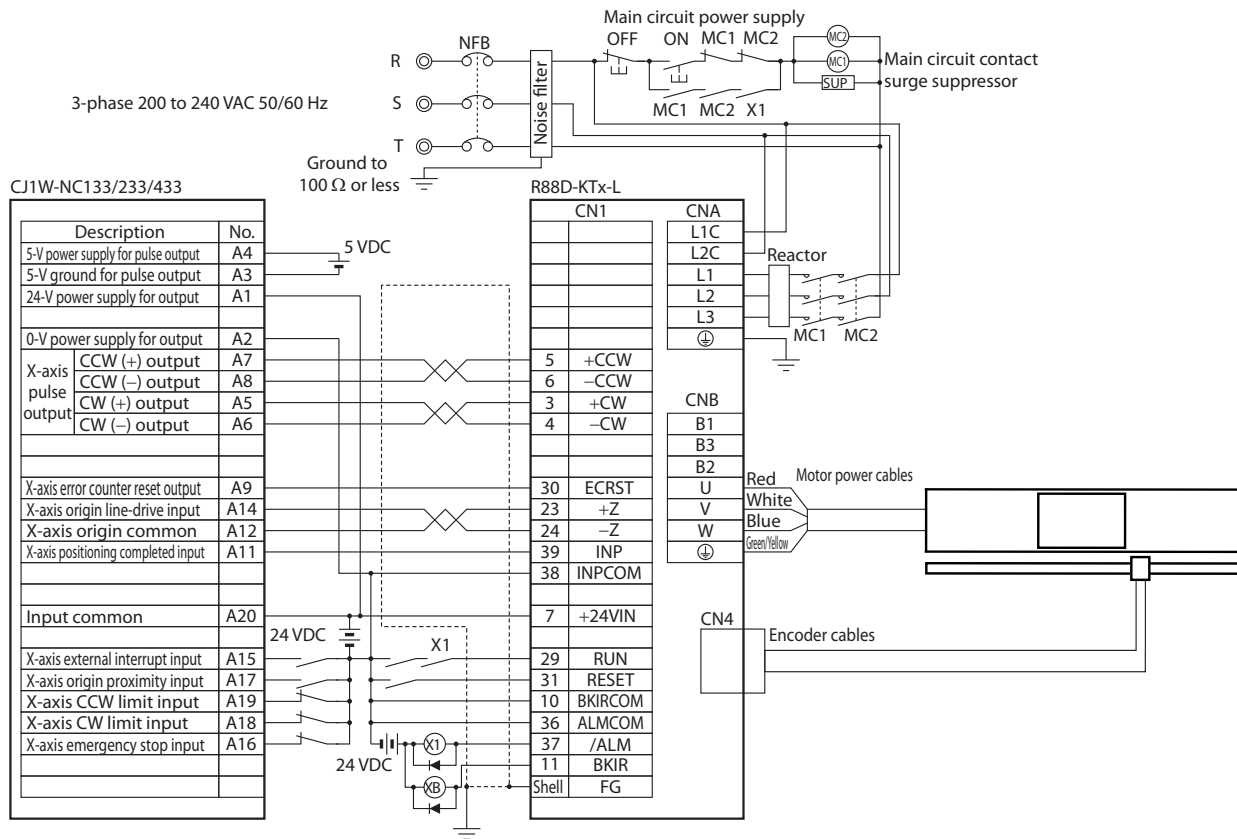 Main circuit power supply
OFF ON MC1 MC2
MC2
R NFB
MC1
Main circuit contact
surge suppressor
SUP
Noise filter
3-phase 200 to 240 VAC 50/60 Hz
S
MC1 MC2 X1
T
Ground to
100 Ω or less
CJ1W-NC133/233/433
Description No.
5-V power supply for pulse output A4
5-V ground for pulse output A3
24-V power supply for output A1
0-V power supply for output A2
X-axis pulse output
CCW (+) output A7
CCW (−) output A8
CW (+) output A5
CW (−) output A6
X-axis error counter reset output A9
X-axis origin line-drive input A14
X-axis origin common A12
X-axis positioning completed input A11
Input common A20
X-axis external interrupt input A15
X-axis origin proximity input A17
X-axis CCW limit input A19
X-axis CW limit input A18
X-axis emergency stop input A16
5 VDC
24 VDC
X1
24 VDC
X1
XB
R88D-KTx-L
CN1
5 +CCW
6 −CCW
3 +CW
4 −CW
30 ECRST
23 +Z
24 −Z
39 INP
38 INPCOM
7 +24VIN
29 RUN
31 RESET
10 BKIRCOM
36 ALMCOM
37 /ALM
11 BKIR
Shell FG
CNA
L1C
L2C
L1
L2
L3
Reactor
MC1 MC2
CNB
B1
B3
B2
U
V
W
Red
White
Blue
Green/Yellow
Motor power cables
CN4
Encoder cables